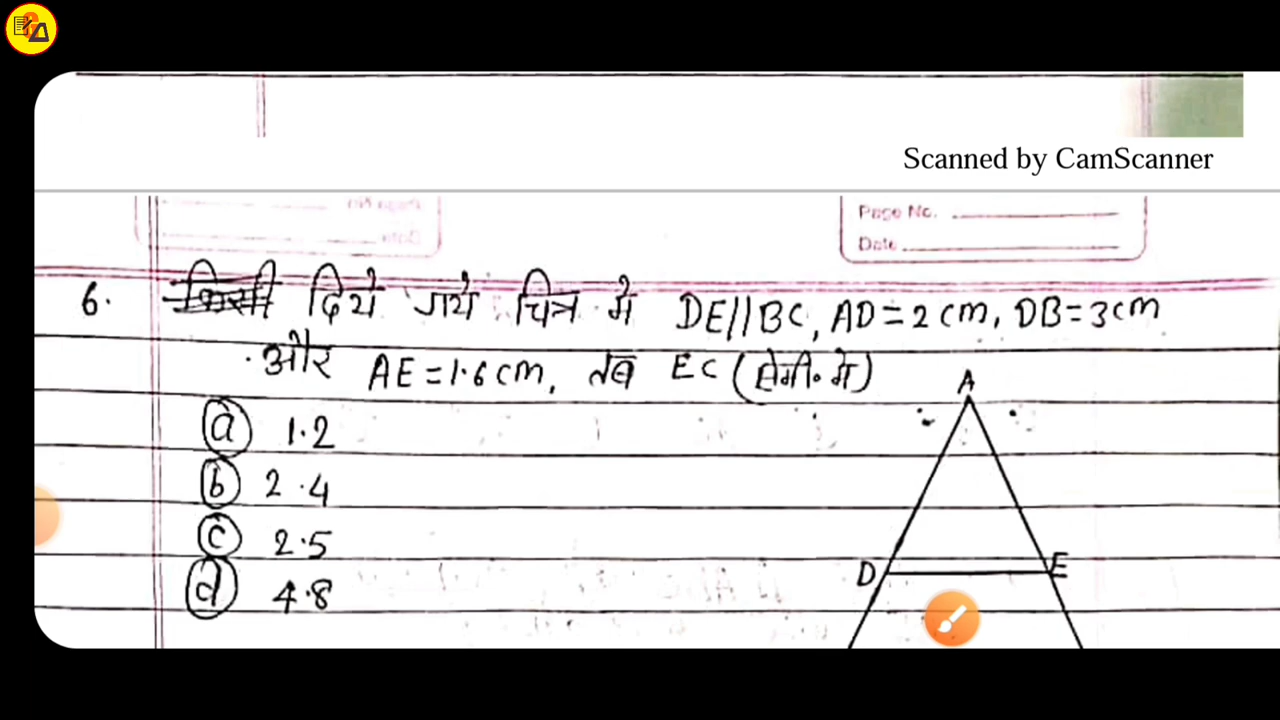 Scanned by CamScanner
Page No.
Date
6. किसी दिये गये चित्र मे DE//BC, AD=2cm, DB=3cm
और AE=1.6cm, तब EC (सेमी. मे)
A
a 1.2
b 2.4
c 2.5
D E
d 4.8